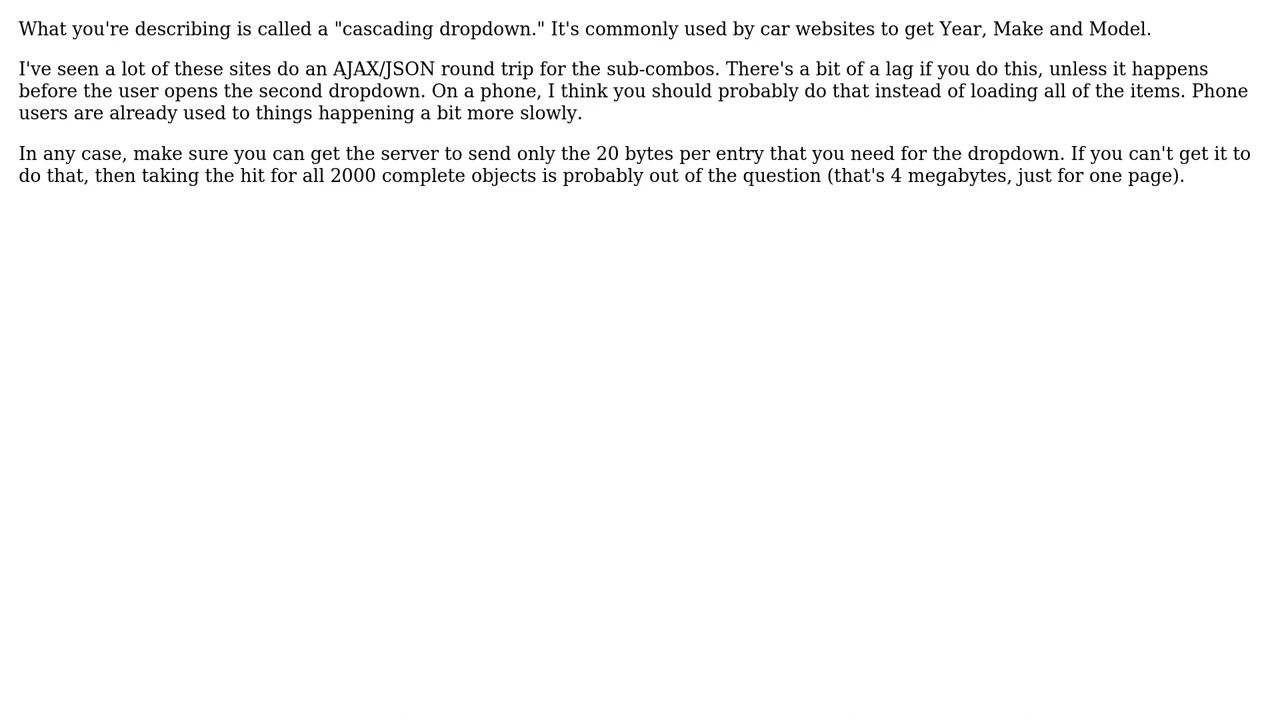 What you're describing is called a "cascading dropdown." It's commonly used by car websites to get Year, Make and Model.
I've seen a lot of these sites do an AJAX/JSON round trip for the sub-combos. There's a bit of a lag if you do this, unless it happens
before the user opens the second dropdown. On a phone, I think you should probably do that instead of loading all of the items. Phone
users are already used to things happening a bit more slowly.
In any case, make sure you can get the server to send only the 20 bytes per entry that you need for the dropdown. If you can't get it to
do that, then taking the hit for all 2000 complete objects is probably out of the question (that's 4 megabytes, just for one page).